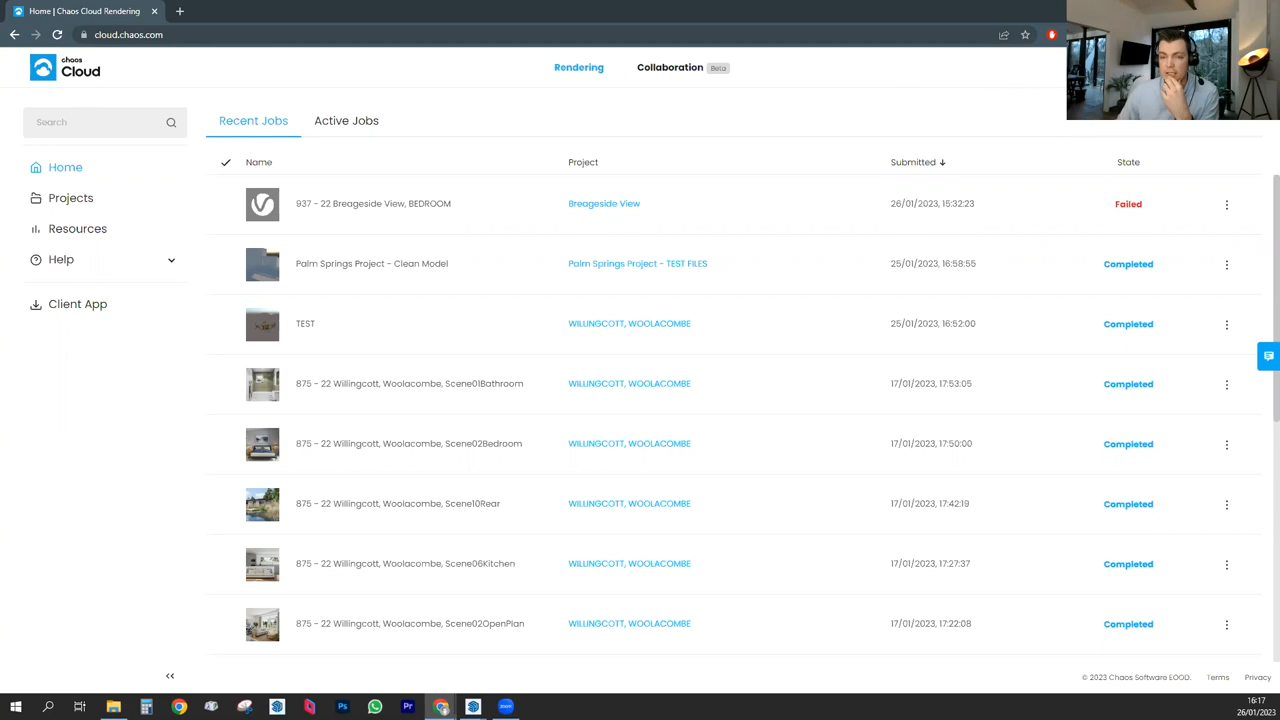 Home | Chaos Cloud Rendering
cloud.chaos.com
chaos
Cloud
Rendering
Collaboration Beta
Search
Home
Projects
Resources
Help
Client App
Recent Jobs
Active Jobs
Name Project Submitted State
937 - 22 Breageside View, BEDROOM Breageside View 26/01/2023, 15:32:23 Failed
Palm Springs Project - Clean Model Palm Springs Project - TEST FILES 25/01/2023, 16:58:55 Completed
TEST WILLINGCOTT, WOOLACOMBE 25/01/2023, 16:52:00 Completed
875 - 22 Willingcott, Woolacombe, Scene01Bathroom WILLINGCOTT, WOOLACOMBE 17/01/2023, 17:53:05 Completed
875 - 22 Willingcott, Woolacombe, Scene02Bedroom WILLINGCOTT, WOOLACOMBE 17/01/2023, 17:50:00 Completed
875 - 22 Willingcott, Woolacombe, Scene10Rear WILLINGCOTT, WOOLACOMBE 17/01/2023, 17:42:19 Completed
875 - 22 Willingcott, Woolacombe, Scene06Kitchen WILLINGCOTT, WOOLACOMBE 17/01/2023, 17:27:37 Completed
875 - 22 Willingcott, Woolacombe, Scene02OpenPlan WILLINGCOTT, WOOLACOMBE 17/01/2023, 17:22:08 Completed
© 2023 Chaos Software EOOD. Terms Privacy
Ps
Pr
zoom
16:17
26/01/2023